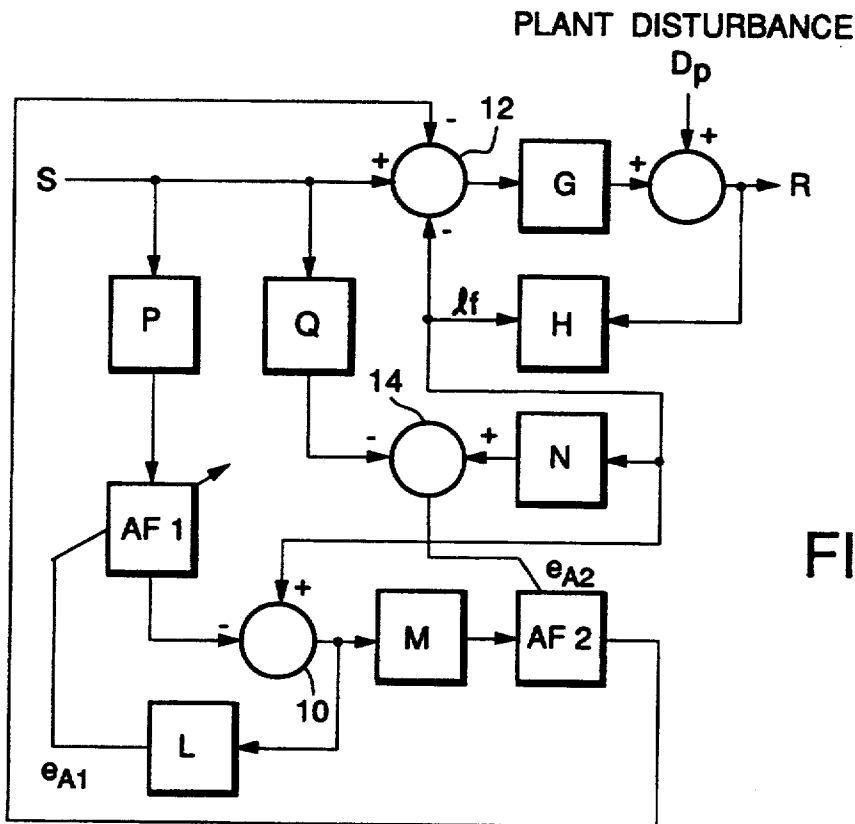 PLANT DISTURBANCE
Dp
12
-
+
S
G
+
+
R
-
P
Q
ℓf
H
14
-
+
N
AF 1
+
eA2
FI
-
M
AF 2
10
L
eA1